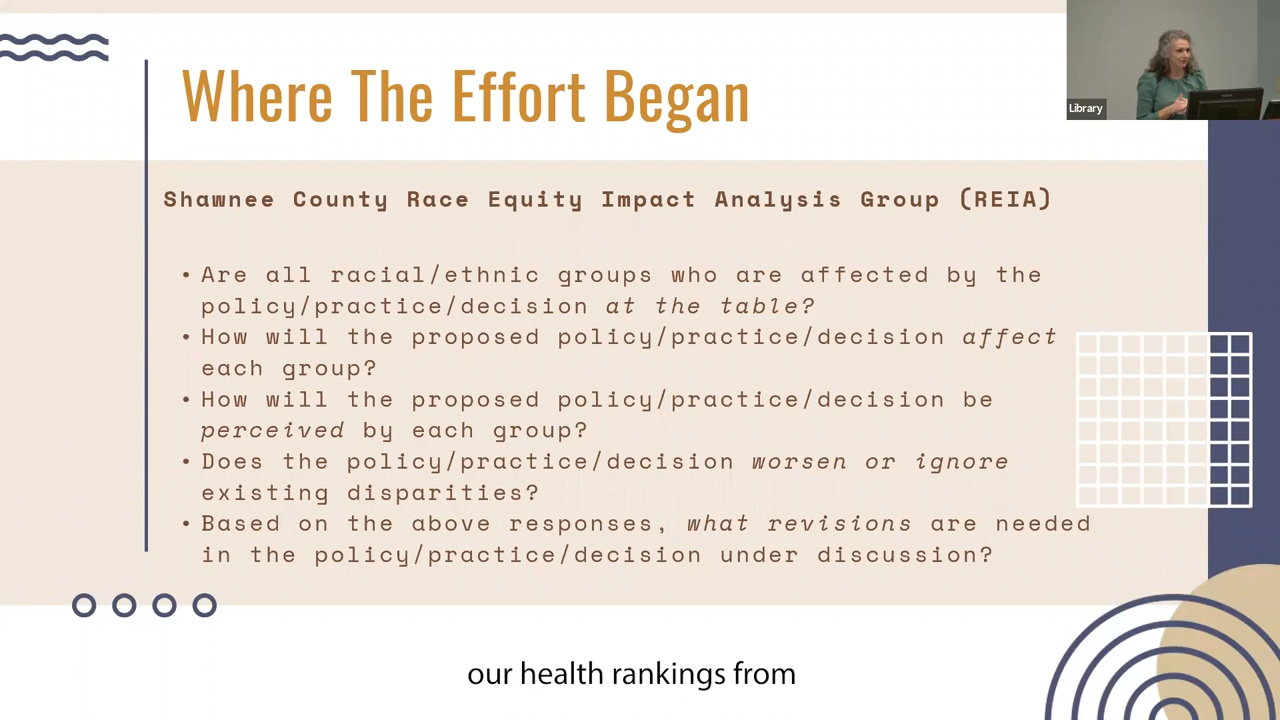 Where The Effort Began
Library
Shawnee County Race Equity Impact Analysis Group (REIA)
• Are all racial/ethnic groups who are affected by the
policy/practice/decision at the table?
• How will the proposed policy/practice/decision affect
each group?
• How will the proposed policy/practice/decision be
perceived by each group?
• Does the policy/practice/decision worsen or ignore
existing disparities?
• Based on the above responses, what revisions are needed
in the policy/practice/decision under discussion?
our health rankings from